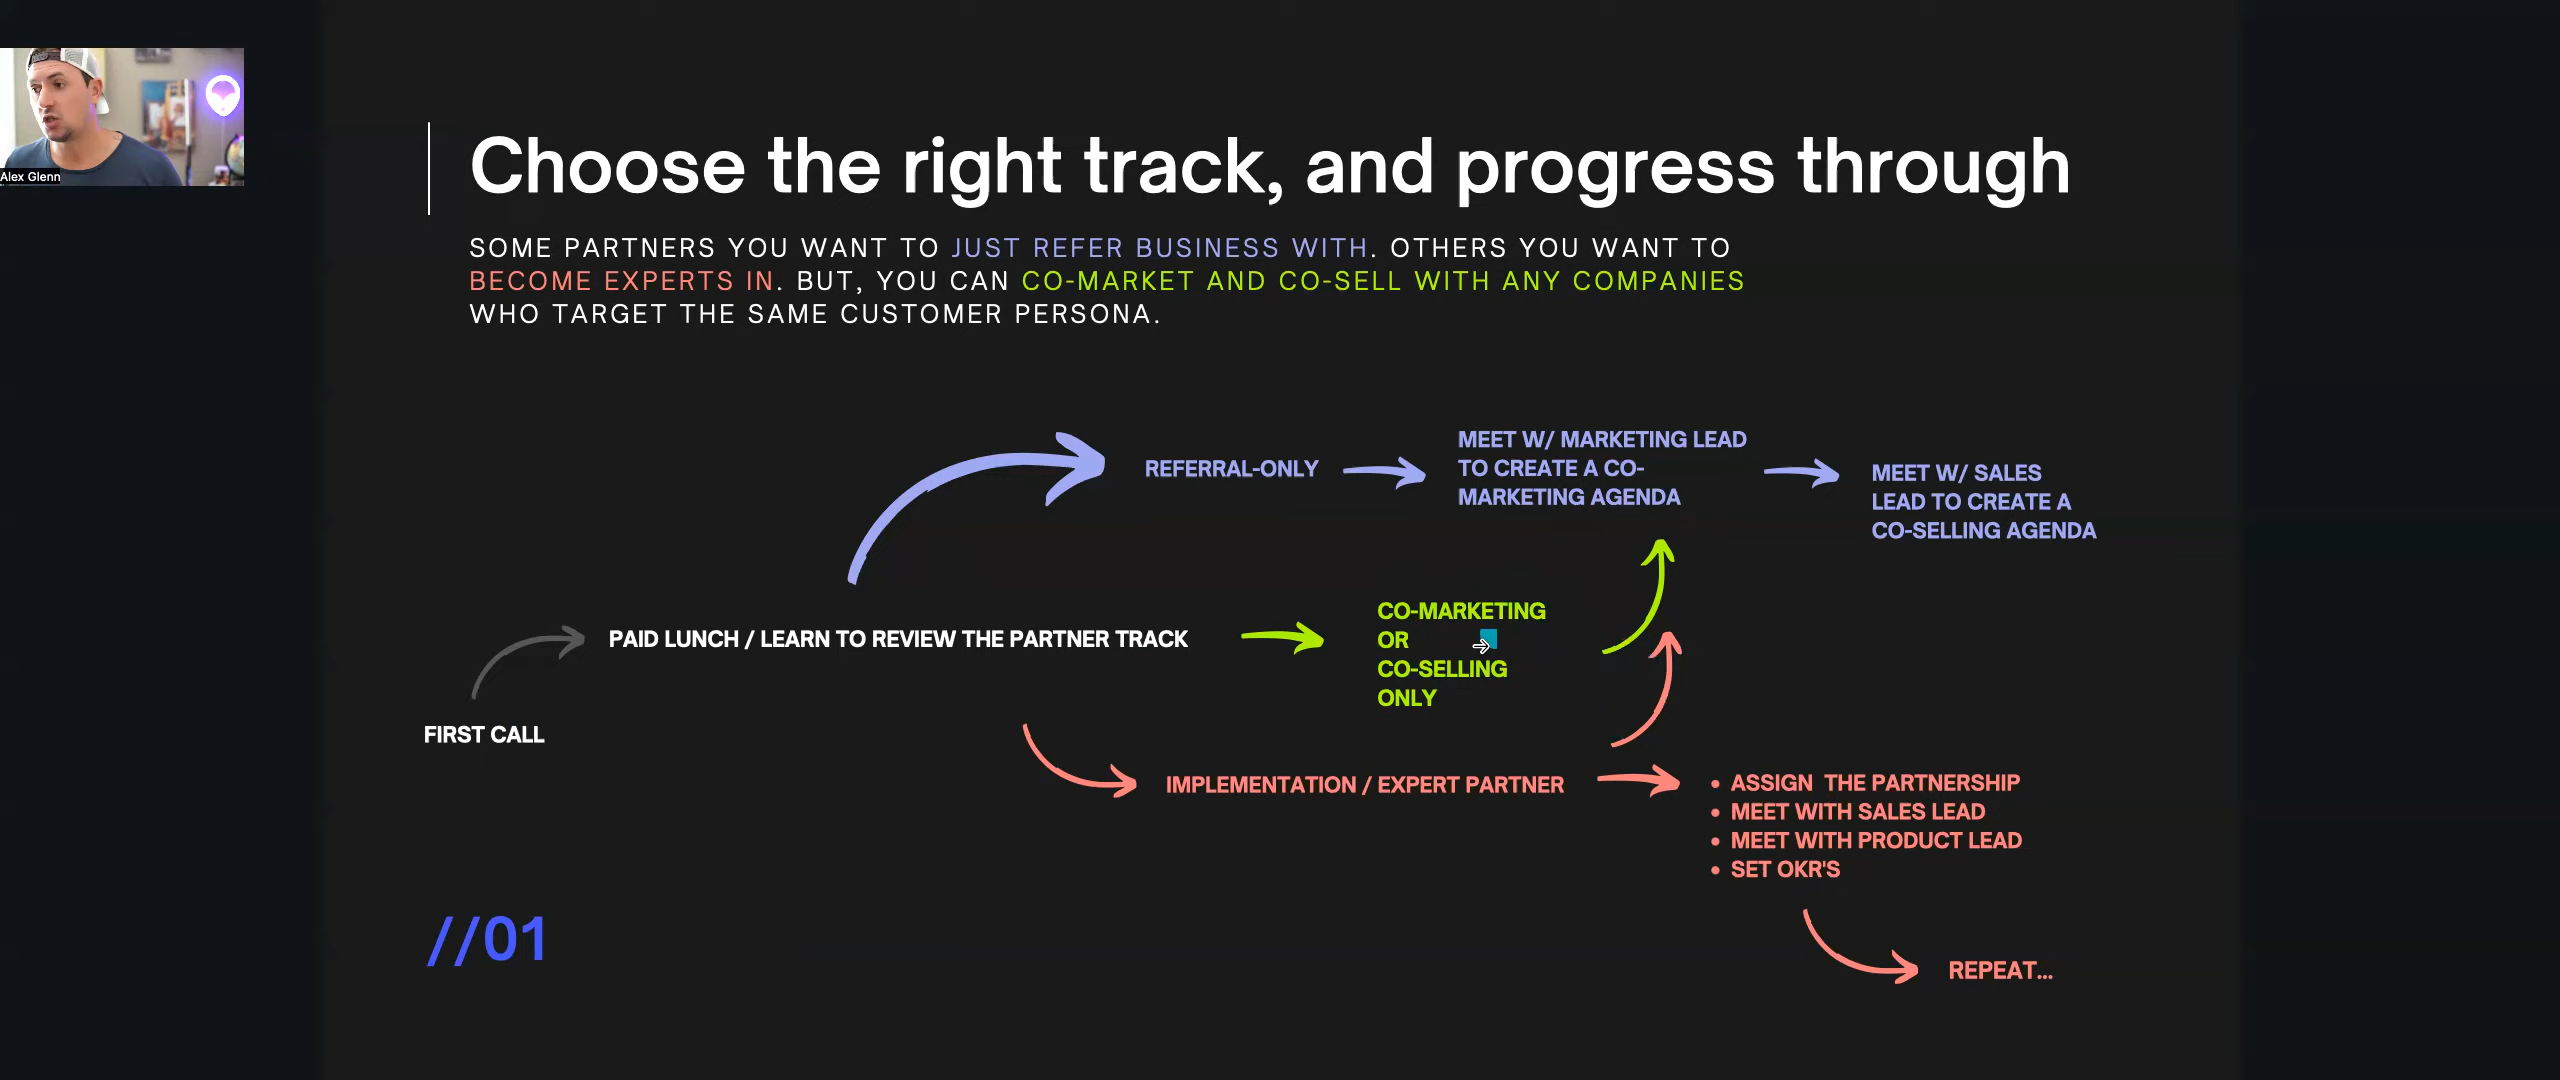 Alex Glenn
Choose the right track, and progress through
SOME PARTNERS YOU WANT TO JUST REFER BUSINESS WITH. OTHERS YOU WANT TO
BECOME EXPERTS IN. BUT, YOU CAN CO-MARKET AND CO-SELL WITH ANY COMPANIES
WHO TARGET THE SAME CUSTOMER PERSONA.
REFERRAL-ONLY
MEET W/ MARKETING LEAD
TO CREATE A CO-
MARKETING AGENDA
MEET W/ SALES
LEAD TO CREATE A
CO-SELLING AGENDA
PAID LUNCH / LEARN TO REVIEW THE PARTNER TRACK
CO-MARKETING
OR
CO-SELLING
ONLY
FIRST CALL
IMPLEMENTATION / EXPERT PARTNER
• ASSIGN  THE PARTNERSHIP
• MEET WITH SALES LEAD
• MEET WITH PRODUCT LEAD
• SET OKR'S
//01
REPEAT...